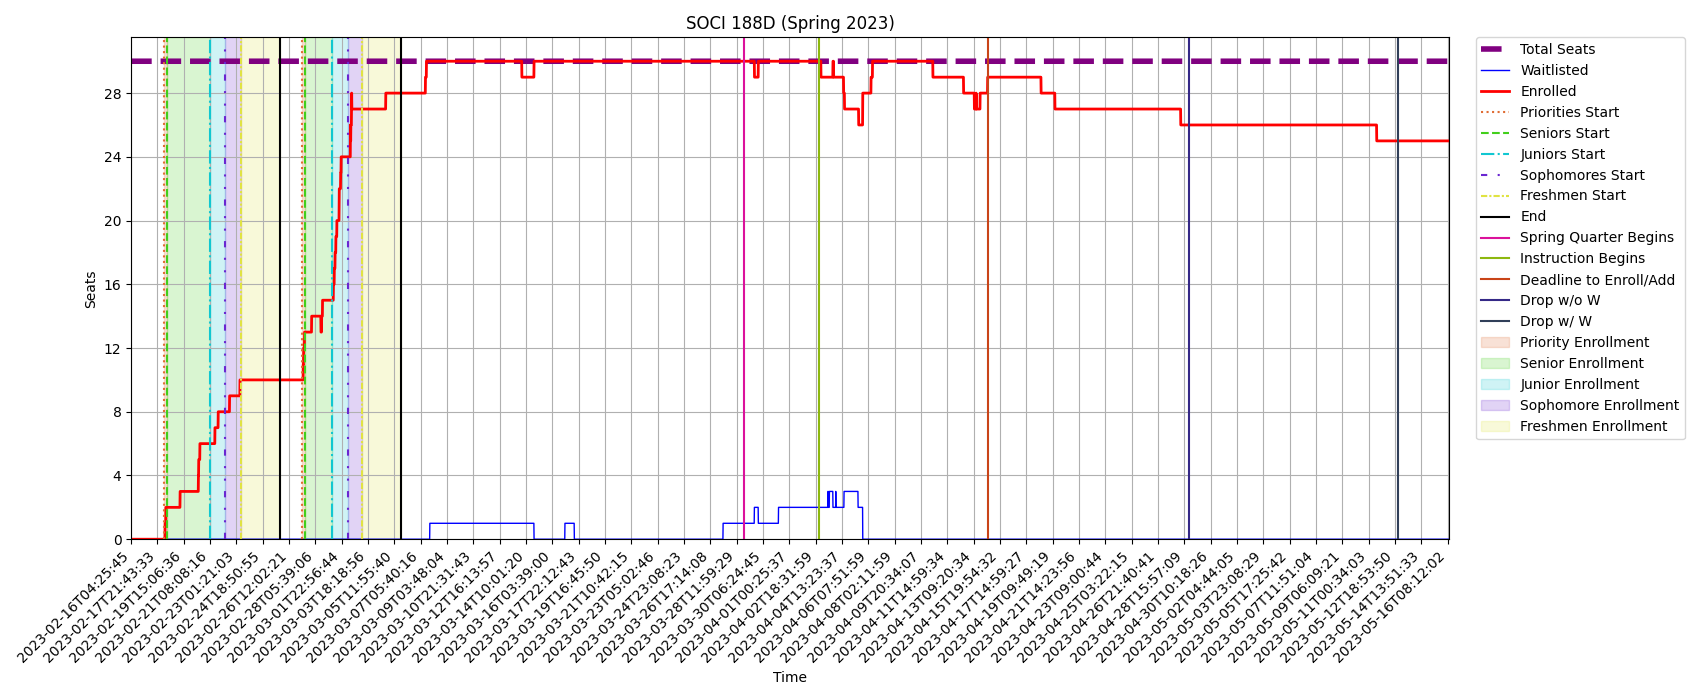 SOCI 188D (Spring 2023)
Seats
28
24
20
16
12
8
4
0
2023-02-16T04:25:45
2023-02-17T21:43:33
2023-02-19T15:06:36
2023-02-21T08:08:16
2023-02-23T01:21:03
2023-02-24T18:50:55
2023-02-26T12:02:21
2023-02-28T05:39:06
2023-03-01T22:56:44
2023-03-03T18:18:56
2023-03-05T11:55:40
2023-03-07T05:40:16
2023-03-09T03:48:04
2023-03-10T21:31:43
2023-03-12T16:13:57
2023-03-14T10:01:20
2023-03-16T03:39:00
2023-03-17T22:12:43
2023-03-19T16:45:50
2023-03-21T10:42:15
2023-03-23T05:02:46
2023-03-24T23:08:23
2023-03-26T17:14:08
2023-03-28T11:59:29
2023-03-30T06:24:45
2023-04-01T00:25:37
2023-04-02T18:31:59
2023-04-04T13:23:37
2023-04-06T07:51:59
2023-04-08T02:11:59
2023-04-09T20:34:07
2023-04-11T14:59:34
2023-04-13T09:20:34
2023-04-15T19:54:32
2023-04-17T14:59:27
2023-04-19T09:49:19
2023-04-21T14:23:56
2023-04-23T09:00:44
2023-04-25T03:22:15
2023-04-26T21:40:41
2023-04-28T15:57:09
2023-04-30T10:18:26
2023-05-02T04:44:05
2023-05-03T23:08:29
2023-05-05T17:25:42
2023-05-07T11:51:04
2023-05-09T06:09:21
2023-05-11T00:34:03
2023-05-12T18:53:50
2023-05-14T13:51:33
2023-05-16T08:12:02
Time
Total Seats
Waitlisted
Enrolled
Priorities Start
Seniors Start
Juniors Start
Sophomores Start
Freshmen Start
End
Spring Quarter Begins
Instruction Begins
Deadline to Enroll/Add
Drop w/o W
Drop w/ W
Priority Enrollment
Senior Enrollment
Junior Enrollment
Sophomore Enrollment
Freshmen Enrollment